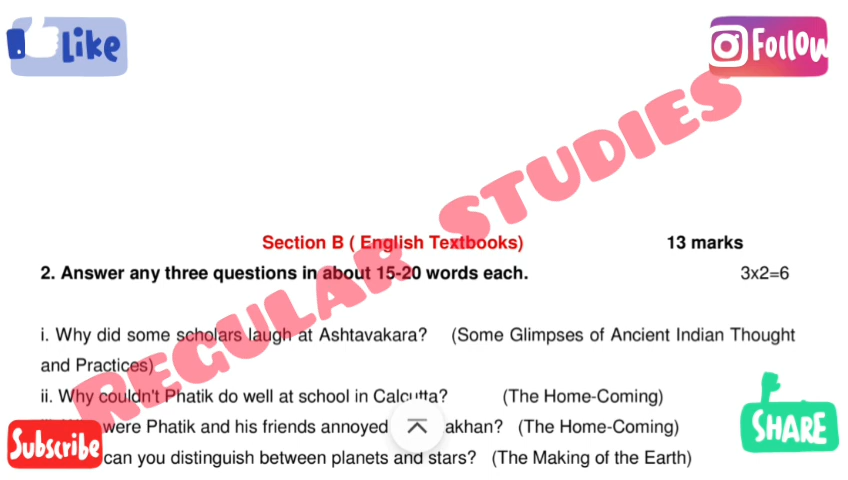 Like
Follow
REGULAR STUDIES
Section B ( English Textbooks) 13 marks
2. Answer any three questions in about 15-20 words each. 3x2=6
i. Why did some scholars laugh at Ashtavakara? (Some Glimpses of Ancient Indian Thought
and Practices)
ii. Why couldn't Phatik do well at school in Calcutta? (The Home-Coming)
were Phatik and his friends annoyed akhan? (The Home-Coming)
can you distinguish between planets and stars? (The Making of the Earth)
Subscribe
SHARE